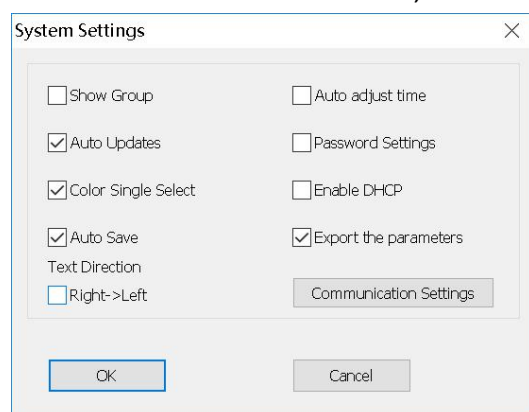 System Settings
Show Group
Auto adjust time
Auto Updates
Password Settings
Color Single Select
Enable DHCP
Auto Save
Export the parameters
Text Direction
Right->Left
Communication Settings
OK
Cancel